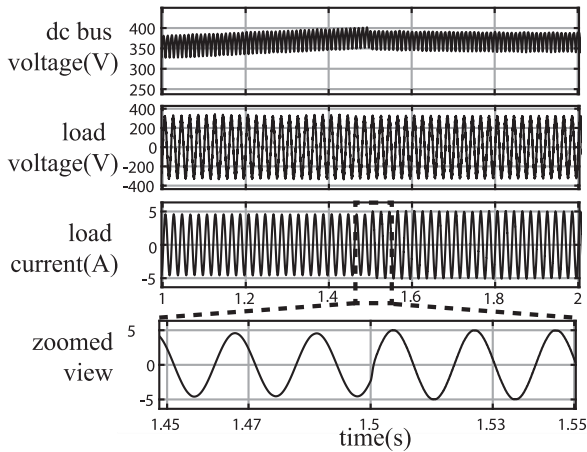 dc bus
voltage(V)
400
350
300
250
load
voltage(V)
400
200
0
-200
-400
load
current(A)
5
0
-5
1
1.2
1.4
1.6
1.8
2
zoomed
view
5
0
-5
1.45
1.47
1.5
1.53
1.55
time(s)